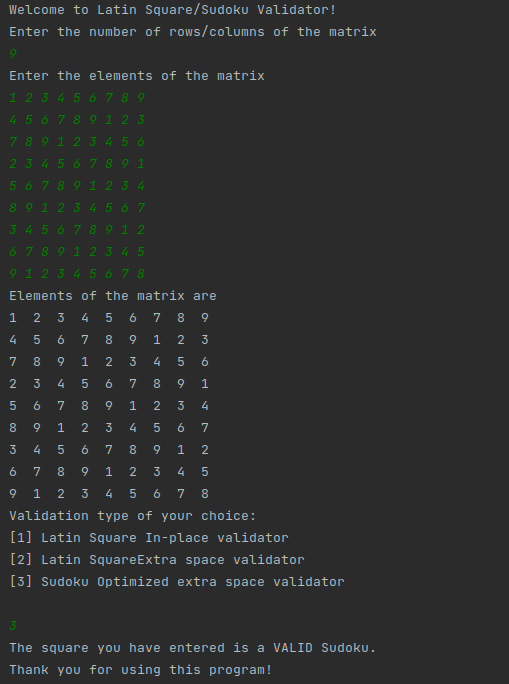 Welcome to Latin Square/Sudoku Validator!
Enter the number of rows/columns of the matrix
9
Enter the elements of the matrix
1 2 3 4 5 6 7 8 9
4 5 6 7 8 9 1 2 3
7 8 9 1 2 3 4 5 6
2 3 4 5 6 7 8 9 1
5 6 7 8 9 1 2 3 4
8 9 1 2 3 4 5 6 7
3 4 5 6 7 8 9 1 2
6 7 8 9 1 2 3 4 5
9 1 2 3 4 5 6 7 8
Elements of the matrix are
1  2  3  4  5  6  7  8  9
4  5  6  7  8  9  1  2  3
7  8  9  1  2  3  4  5  6
2  3  4  5  6  7  8  9  1
5  6  7  8  9  1  2  3  4
8  9  1  2  3  4  5  6  7
3  4  5  6  7  8  9  1  2
6  7  8  9  1  2  3  4  5
9  1  2  3  4  5  6  7  8
Validation type of your choice:
[1] Latin Square In-place validator
[2] Latin SquareExtra space validator
[3] Sudoku Optimized extra space validator
3
The square you have entered is a VALID Sudoku.
Thank you for using this program!